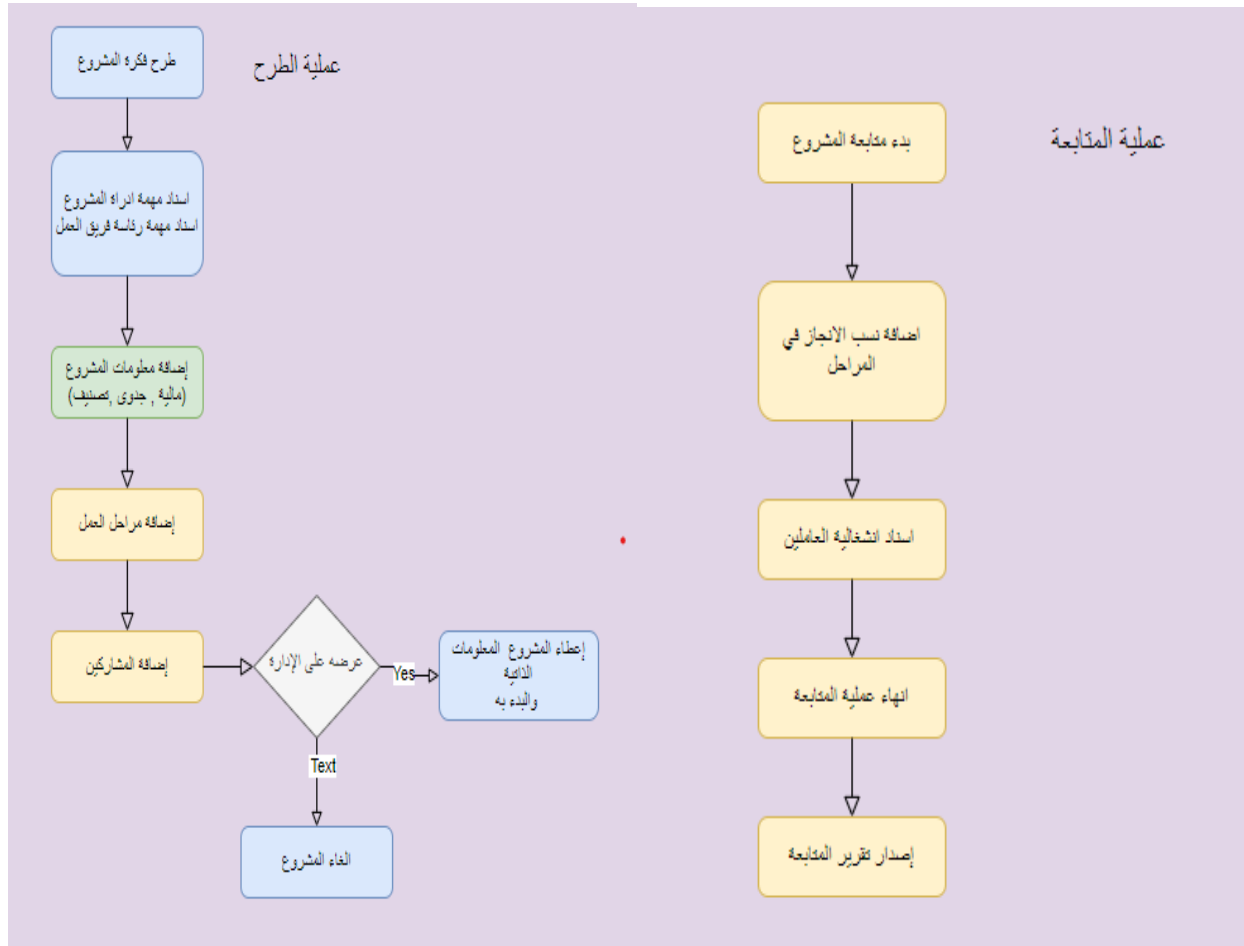 عملية الطرح
طرح فكرة المشروع
اسناد مهمة ادراة المشروع
اسناد مهمة رئاسة فريق العمل
إضافة معلومات المشروع
(مالية , جدوى ,تصنيف)
إضافة مراحل العمل
إضافة المشاركين
عرضه على الإدارة
Yes
إعطاء المشروع المعلومات
الذاتية
والبدء به
Text
الغاء المشروع
عملية المتابعة
بدء متابعة المشروع
اضافة نسب الانجاز في
المراحل
اسناد انشغالية العاملين
انهاء عملية المتابعة
إصدار تقرير المتابعة